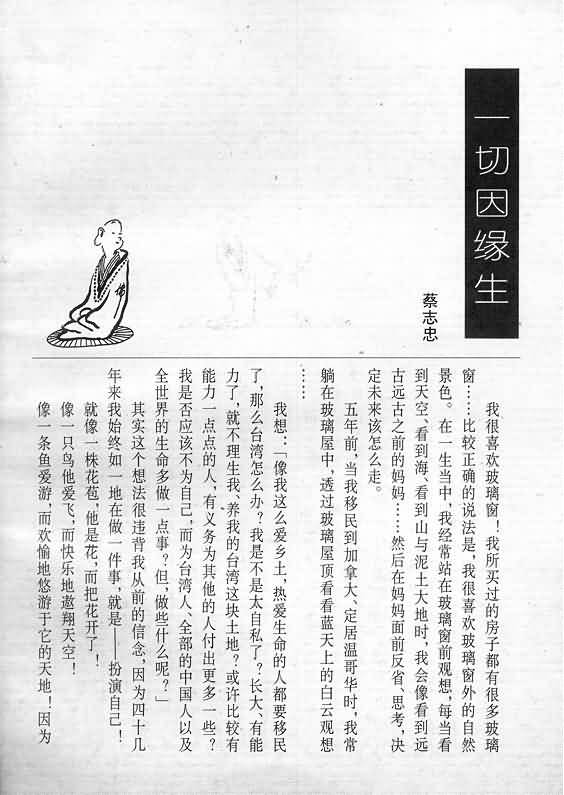 一切因缘生
蔡志忠
我很喜欢玻璃窗！我所买过的房子都有很多玻璃
窗……比较正确的说法是，我很喜欢玻璃窗外的自然
景色。在一生当中，我经常站在玻璃窗前观想，每当看
到天空、看到海、看到山与泥土大地时，我会像看到远
古远古之前的妈妈……然后在妈妈面前反省、思考，决
定未来该怎么走。
五年前，当我移民到加拿大、定居温哥华时，我常
躺在玻璃屋中，透过玻璃屋顶看看蓝天上的白云观想
……
我想：「像我这么爱乡土，热爱生命的人都要移民
了，那么台湾怎么办？我是不是太自私了？长大、有能
力了，就不理生我、养我的台湾这块土地？或许比较有
能力一点点的人，有义务为其他的人付出更多一些？
我是否应该不为自己，而为台湾人、全部的中国人以及
全世界的生命多做一点事？但，做些什么呢？」
其实这个想法很违背我从前的信念，因为四十几
年来我始终如一地在做一件事，就是——扮演自己！
就像一株花苞，他是花，而把花开了！
像一只鸟他爱飞，而快乐地遨翔天空！
像一条鱼爱游，而欢愉地悠游于它的天地！因为